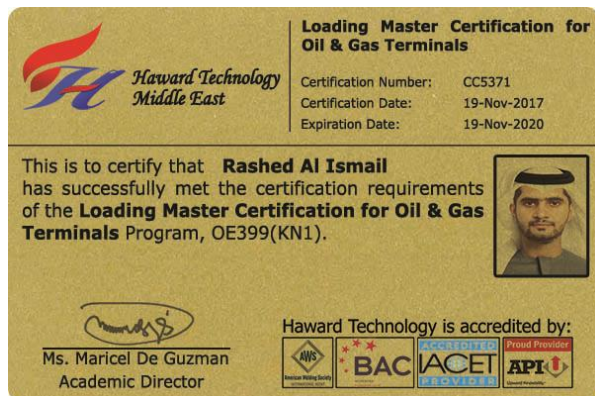 Haward Technology
Middle East
Loading Master Certification for
Oil & Gas Terminals
Certification Number: CC5371
Certification Date: 19-Nov-2017
Expiration Date: 19-Nov-2020
This is to certify that Rashed Al Ismail
has successfully met the certification requirements
of the Loading Master Certification for Oil & Gas
Terminals Program, OE399(KN1).
Ms. Maricel De Guzman
Academic Director
Haward Technology is accredited by:
AWS
American Welding Society
BAC
ACCREDITED
IACET
PROVIDER
Proud Provider
API